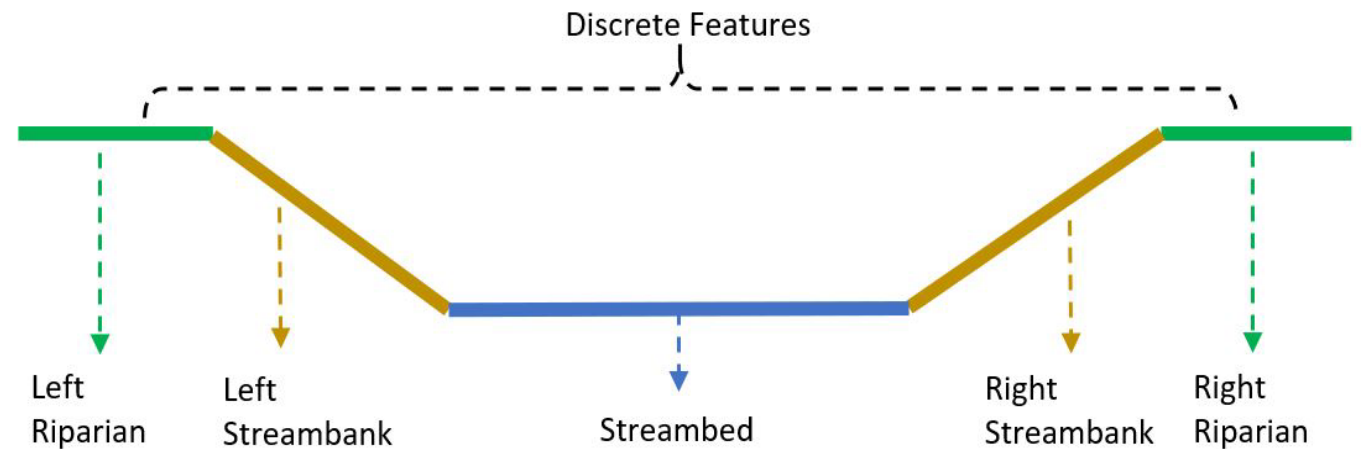 Discrete Features
Left
Riparian
Left
Streambank
Streambed
Right
Streambank
Right
Riparian